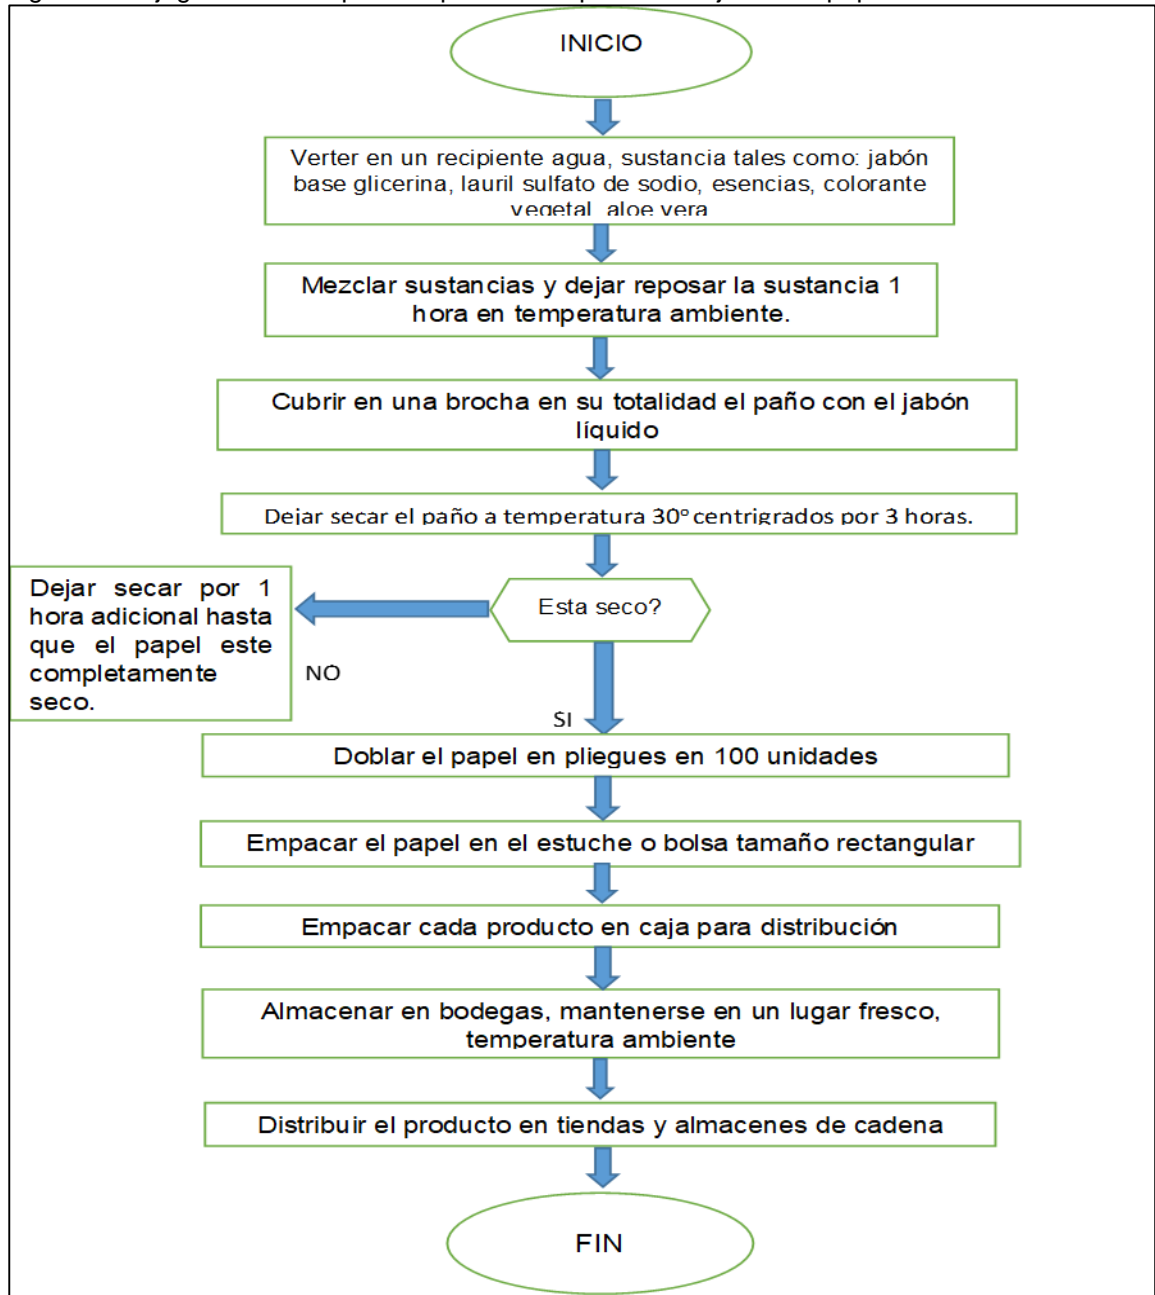 INICIO
Verter en un recipiente agua, sustancia tales como: jabón
base glicerina, lauril sulfato de sodio, esencias, colorante
vegetal, aloe vera
Mezclar sustancias y dejar reposar la sustancia 1
hora en temperatura ambiente.
Cubrir en una brocha en su totalidad el paño con el jabón
líquido
Dejar secar el paño a temperatura 30° centrigrados por 3 horas.
Esta seco?
Dejar secar por 1
hora adicional hasta
que el papel este
completamente
seco.
NO
SI
Doblar el papel en pliegues en 100 unidades
Empacar el papel en el estuche o bolsa tamaño rectangular
Empacar cada producto en caja para distribución
Almacenar en bodegas, mantenerse en un lugar fresco,
temperatura ambiente
Distribuir el producto en tiendas y almacenes de cadena
FIN